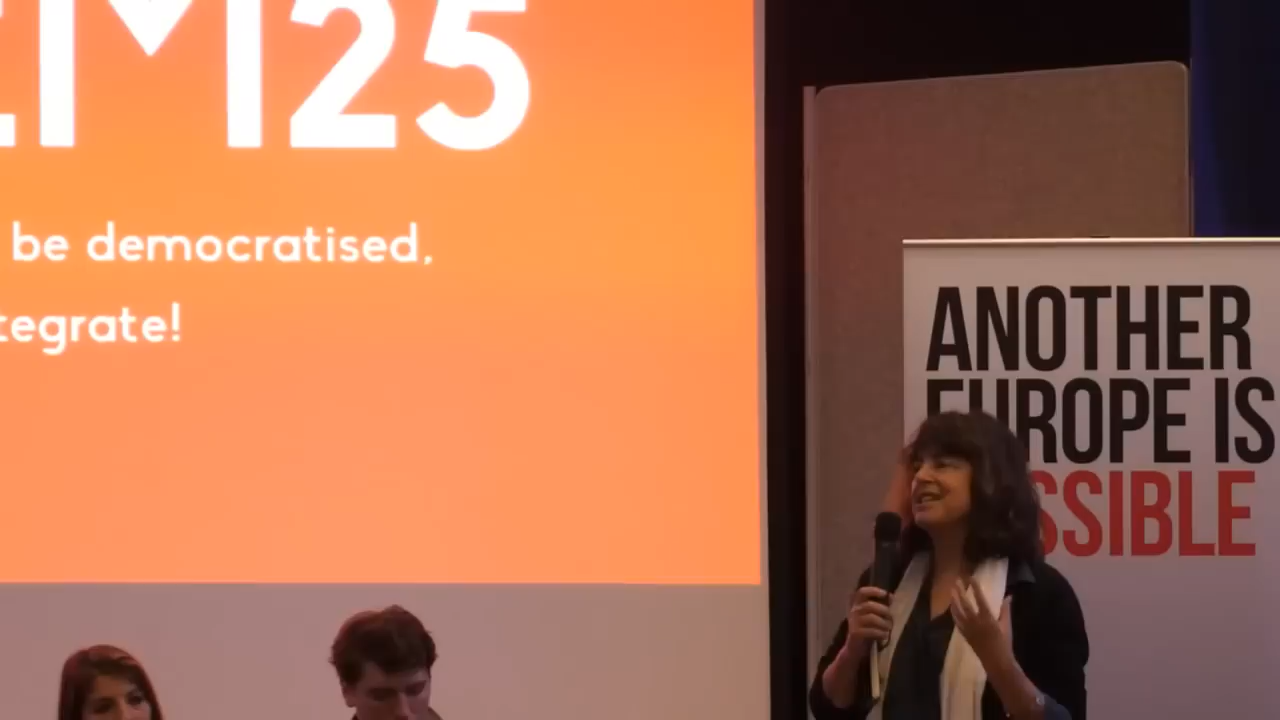 M25
be democratised,
tegrate!
ANOTHER
EUROPE IS
SSIBLE